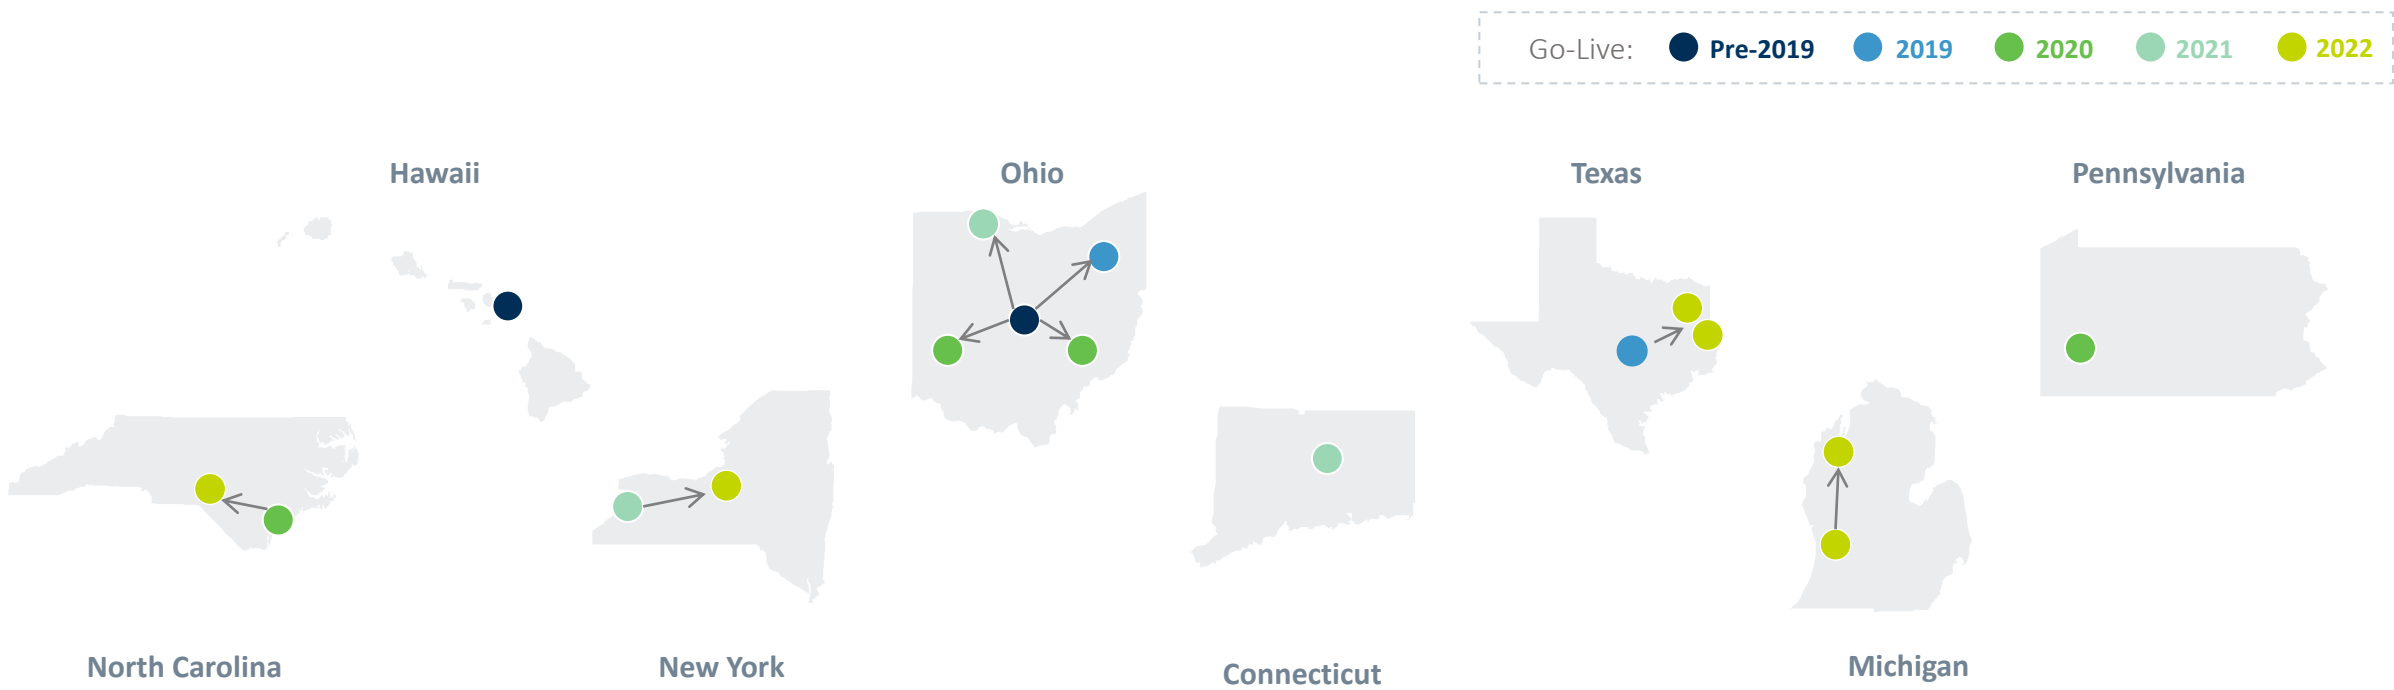 Go-Live: Pre-2019 2019 2020 2021 2022
Hawaii
Ohio
Texas
Pennsylvania
North Carolina
New York
Connecticut
Michigan